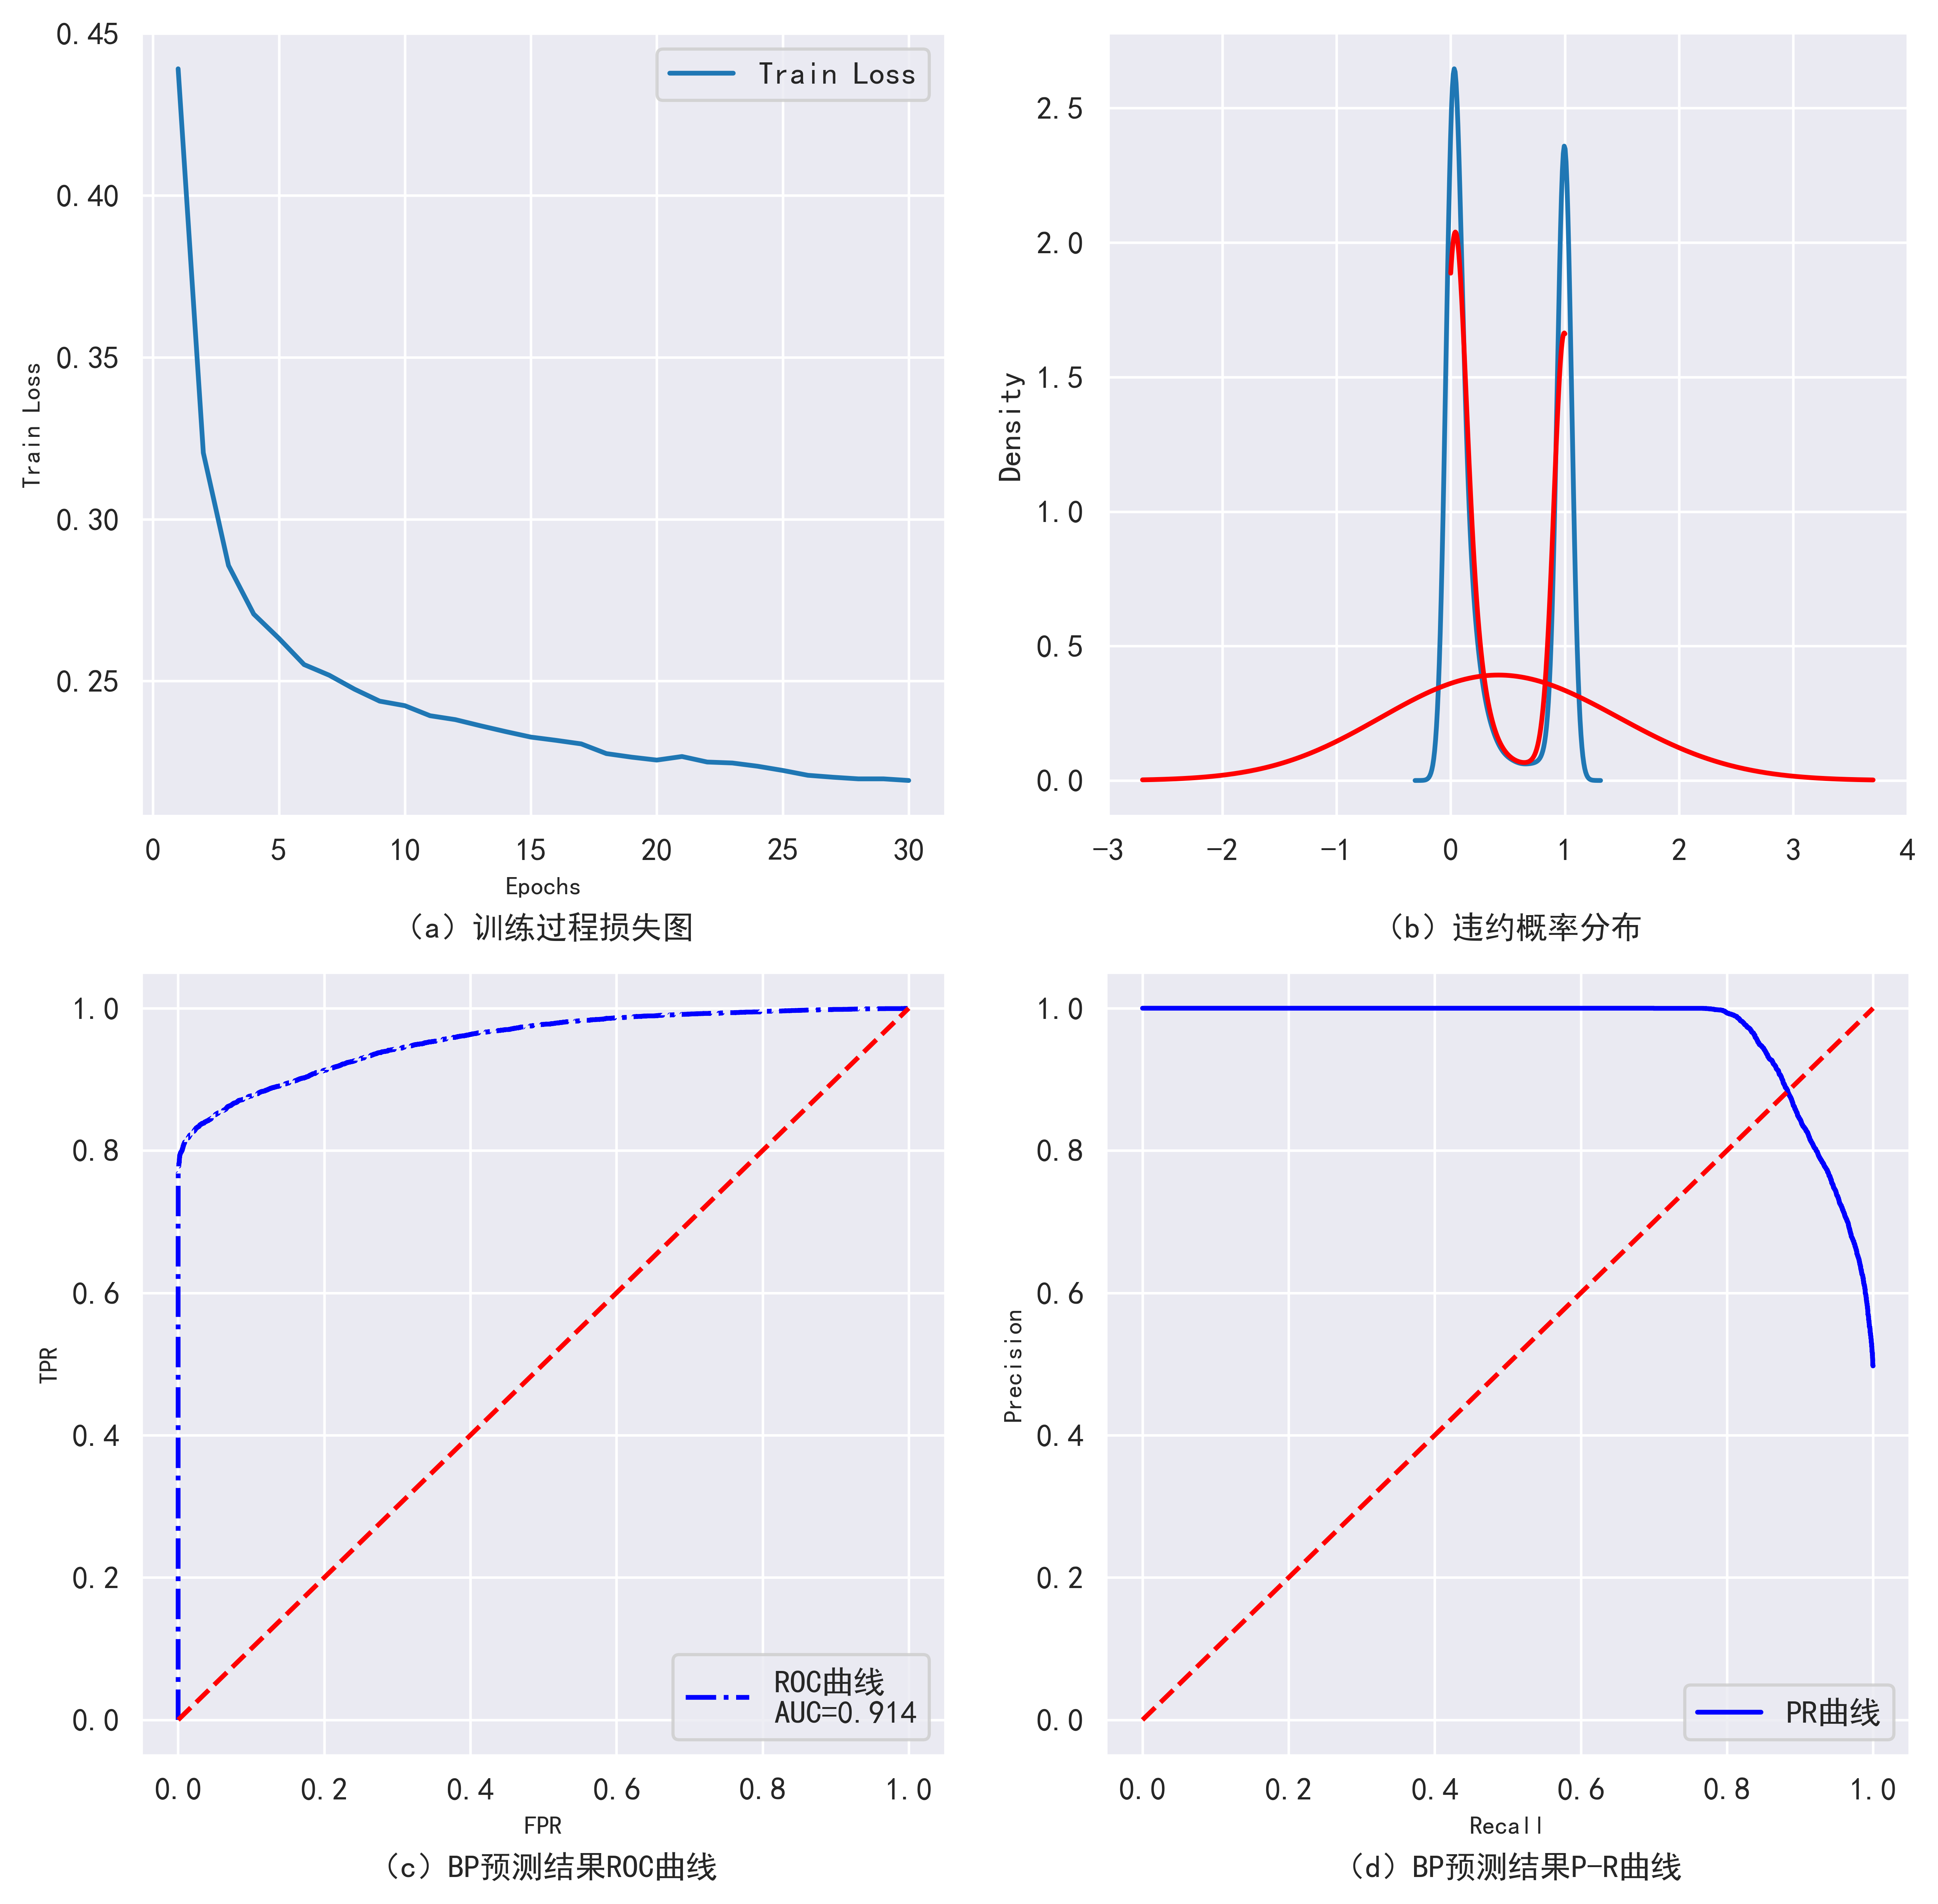 0.45
0.40
0.35
0.30
0.25
Train Loss
Train Loss
0 5 10 15 20 25 30
Epochs
（a）训练过程损失图
2.5
2.0
1.5
1.0
0.5
0.0
Density
−3 −2 −1 0 1 2 3 4
（b）违约概率分布
1.0
0.8
0.6
0.4
0.2
0.0
TPR
ROC曲线
AUC=0.914
0.0 0.2 0.4 0.6 0.8 1.0
FPR
（c）BP预测结果ROC曲线
1.0
0.8
0.6
0.4
0.2
0.0
Precision
PR曲线
0.0 0.2 0.4 0.6 0.8 1.0
Recall
（d）BP预测结果P-R曲线